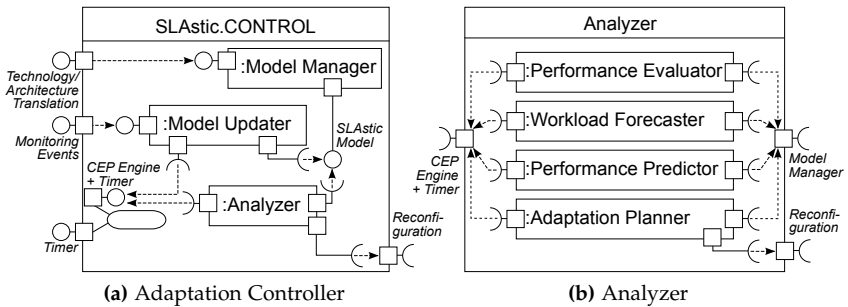 SLAstic.CONTROL
:Model Manager
Technology/
Architecture
Translation
:Model Updater
Monitoring
Events
SLAstic
Model
CEP Engine
+ Timer
:Analyzer
Reconfi-
guration
Timer
(a) Adaptation Controller
Analyzer
:Performance Evaluator
:Workload Forecaster
CEP
Engine
+ Timer
Model
Manager
:Performance Predictor
:Adaptation Planner
Reconfi-
guration
(b) Analyzer